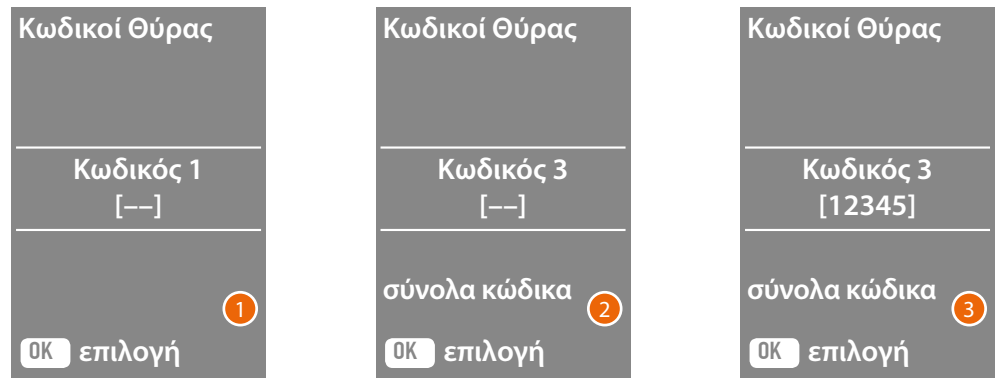 Κωδικοί Θύρας
Κωδικός 1
[––]
1
OK επιλογή
Κωδικοί Θύρας
Κωδικός 3
[––]
σύνολα κώδικα
2
OK επιλογή
Κωδικοί Θύρας
Κωδικός 3
[12345]
σύνολα κώδικα
3
OK επιλογή